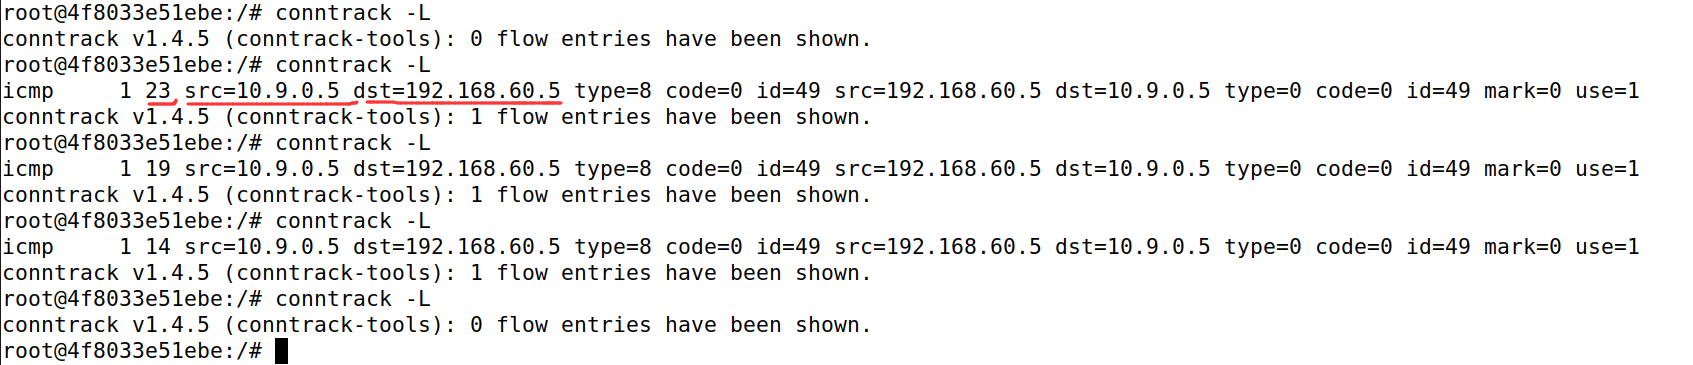 root@4f8033e51ebe:/# conntrack -L
conntrack v1.4.5 (conntrack-tools): 0 flow entries have been shown.
root@4f8033e51ebe:/# conntrack -L
icmp     1 23 src=10.9.0.5 dst=192.168.60.5 type=8 code=0 id=49 src=192.168.60.5 dst=10.9.0.5 type=0 code=0 id=49 mark=0 use=1
conntrack v1.4.5 (conntrack-tools): 1 flow entries have been shown.
root@4f8033e51ebe:/# conntrack -L
icmp     1 19 src=10.9.0.5 dst=192.168.60.5 type=8 code=0 id=49 src=192.168.60.5 dst=10.9.0.5 type=0 code=0 id=49 mark=0 use=1
conntrack v1.4.5 (conntrack-tools): 1 flow entries have been shown.
root@4f8033e51ebe:/# conntrack -L
icmp     1 14 src=10.9.0.5 dst=192.168.60.5 type=8 code=0 id=49 src=192.168.60.5 dst=10.9.0.5 type=0 code=0 id=49 mark=0 use=1
conntrack v1.4.5 (conntrack-tools): 1 flow entries have been shown.
root@4f8033e51ebe:/# conntrack -L
conntrack v1.4.5 (conntrack-tools): 0 flow entries have been shown.
root@4f8033e51ebe:/#